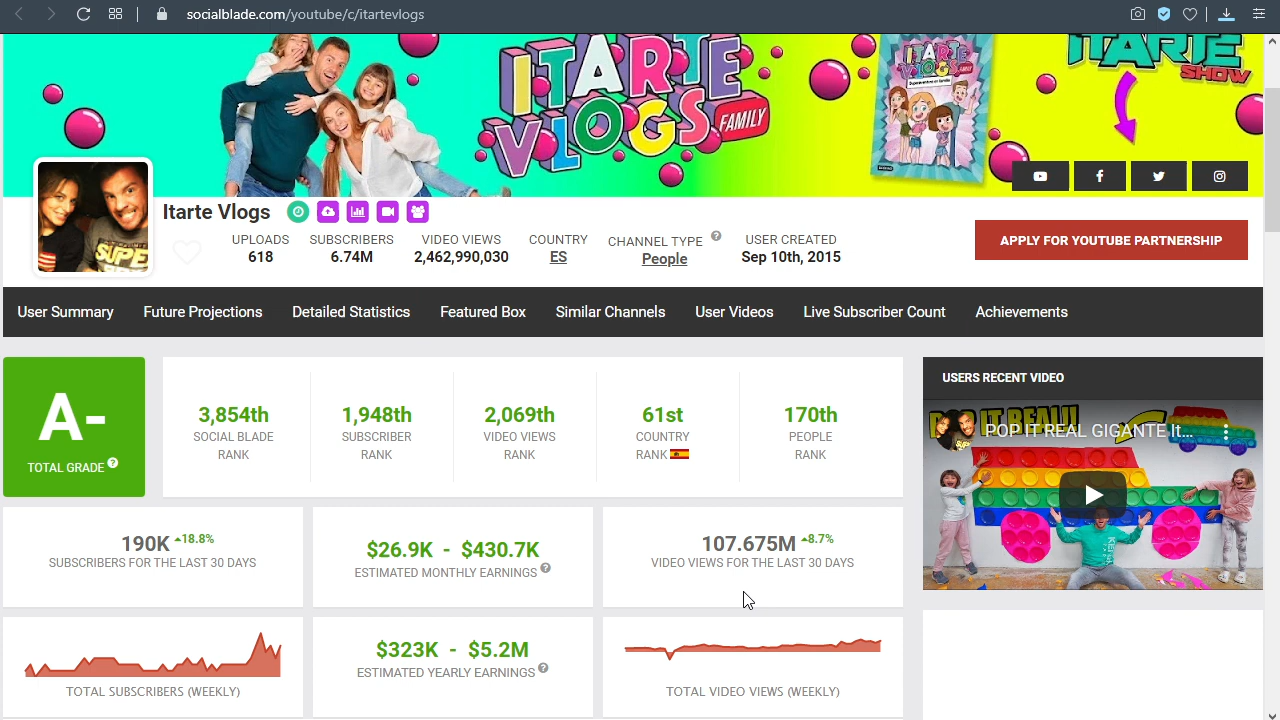 socialblade.com/youtube/c/itartevlogs
ITARTE
VLOGS
FAMILY
ITARTE
VLOGS
FAMILY
ITARTE
SHOW
Itarte Vlogs
UPLOADS
618
SUBSCRIBERS
6.74M
VIDEO VIEWS
2,462,990,030
COUNTRY
ES
CHANNEL TYPE
People
USER CREATED
Sep 10th, 2015
APPLY FOR YOUTUBE PARTNERSHIP
User Summary
Future Projections
Detailed Statistics
Featured Box
Similar Channels
User Videos
Live Subscriber Count
Achievements
A-
TOTAL GRADE
3,854th
SOCIAL BLADE
RANK
1,948th
SUBSCRIBER
RANK
2,069th
VIDEO VIEWS
RANK
61st
COUNTRY
RANK
170th
PEOPLE
RANK
USERS RECENT VIDEO
POP IT REAL!!
POP IT REAL GIGANTE It...
190K 18.8%
SUBSCRIBERS FOR THE LAST 30 DAYS
$26.9K - $430.7K
ESTIMATED MONTHLY EARNINGS
107.675M 8.7%
VIDEO VIEWS FOR THE LAST 30 DAYS
TOTAL SUBSCRIBERS (WEEKLY)
$323K - $5.2M
ESTIMATED YEARLY EARNINGS
TOTAL VIDEO VIEWS (WEEKLY)